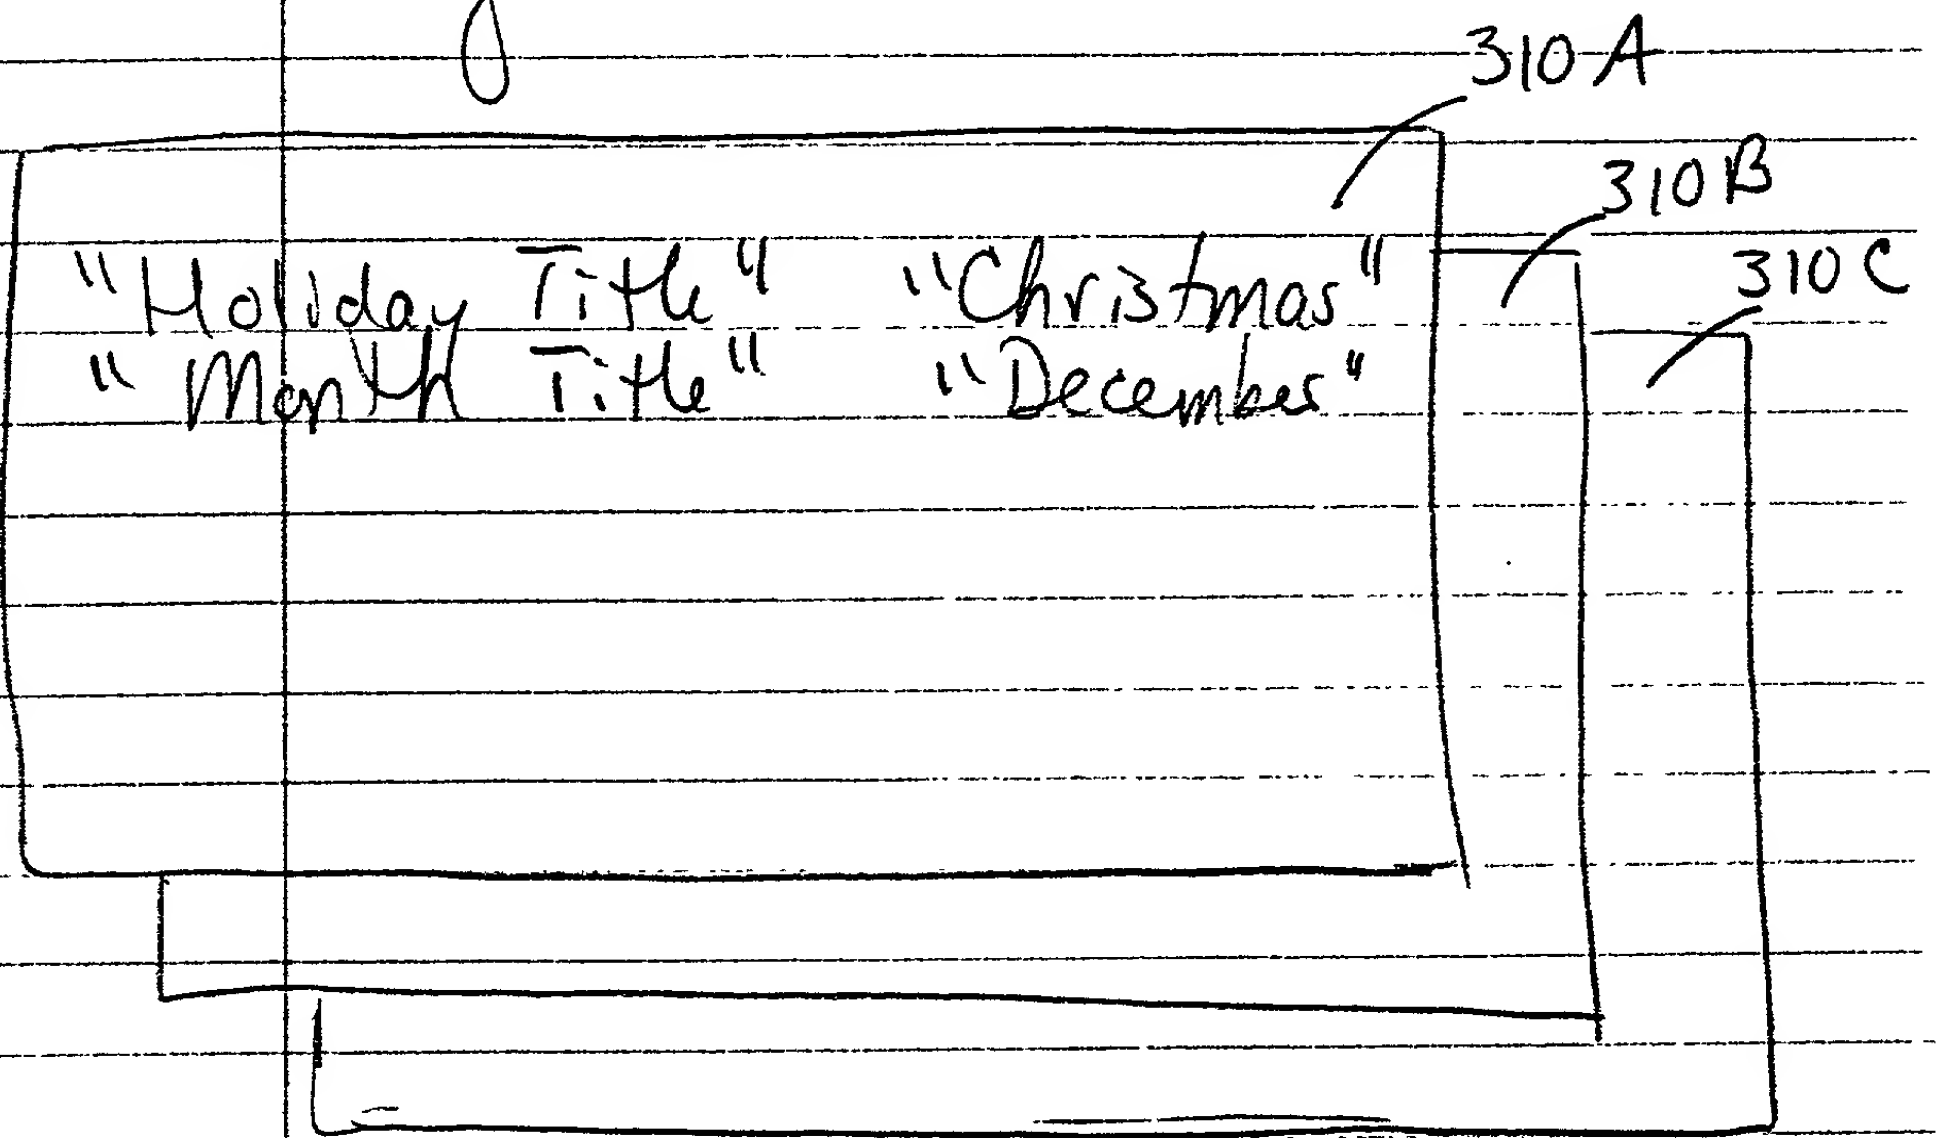 310A
310B
310C
"Holiday Title" "Christmas"
"Month Title" "December"